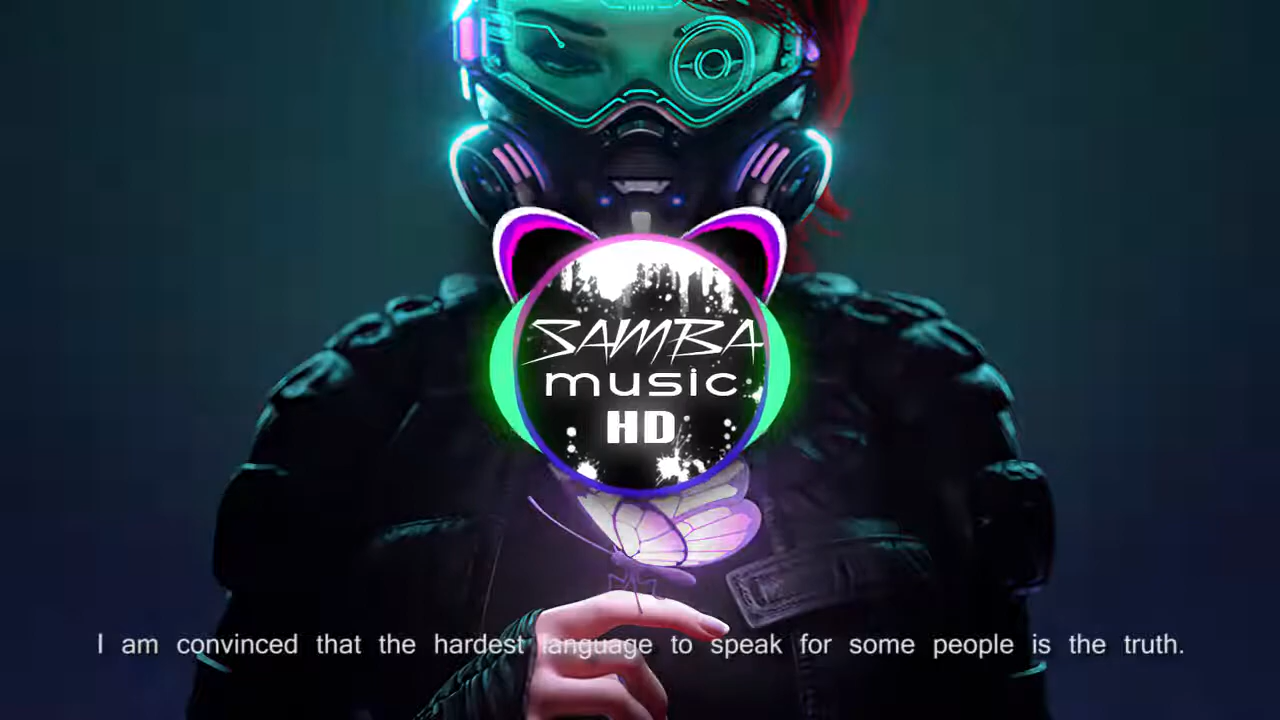 SAMBA
music
HD
I am convinced that the hardest language to speak for some people is the truth.